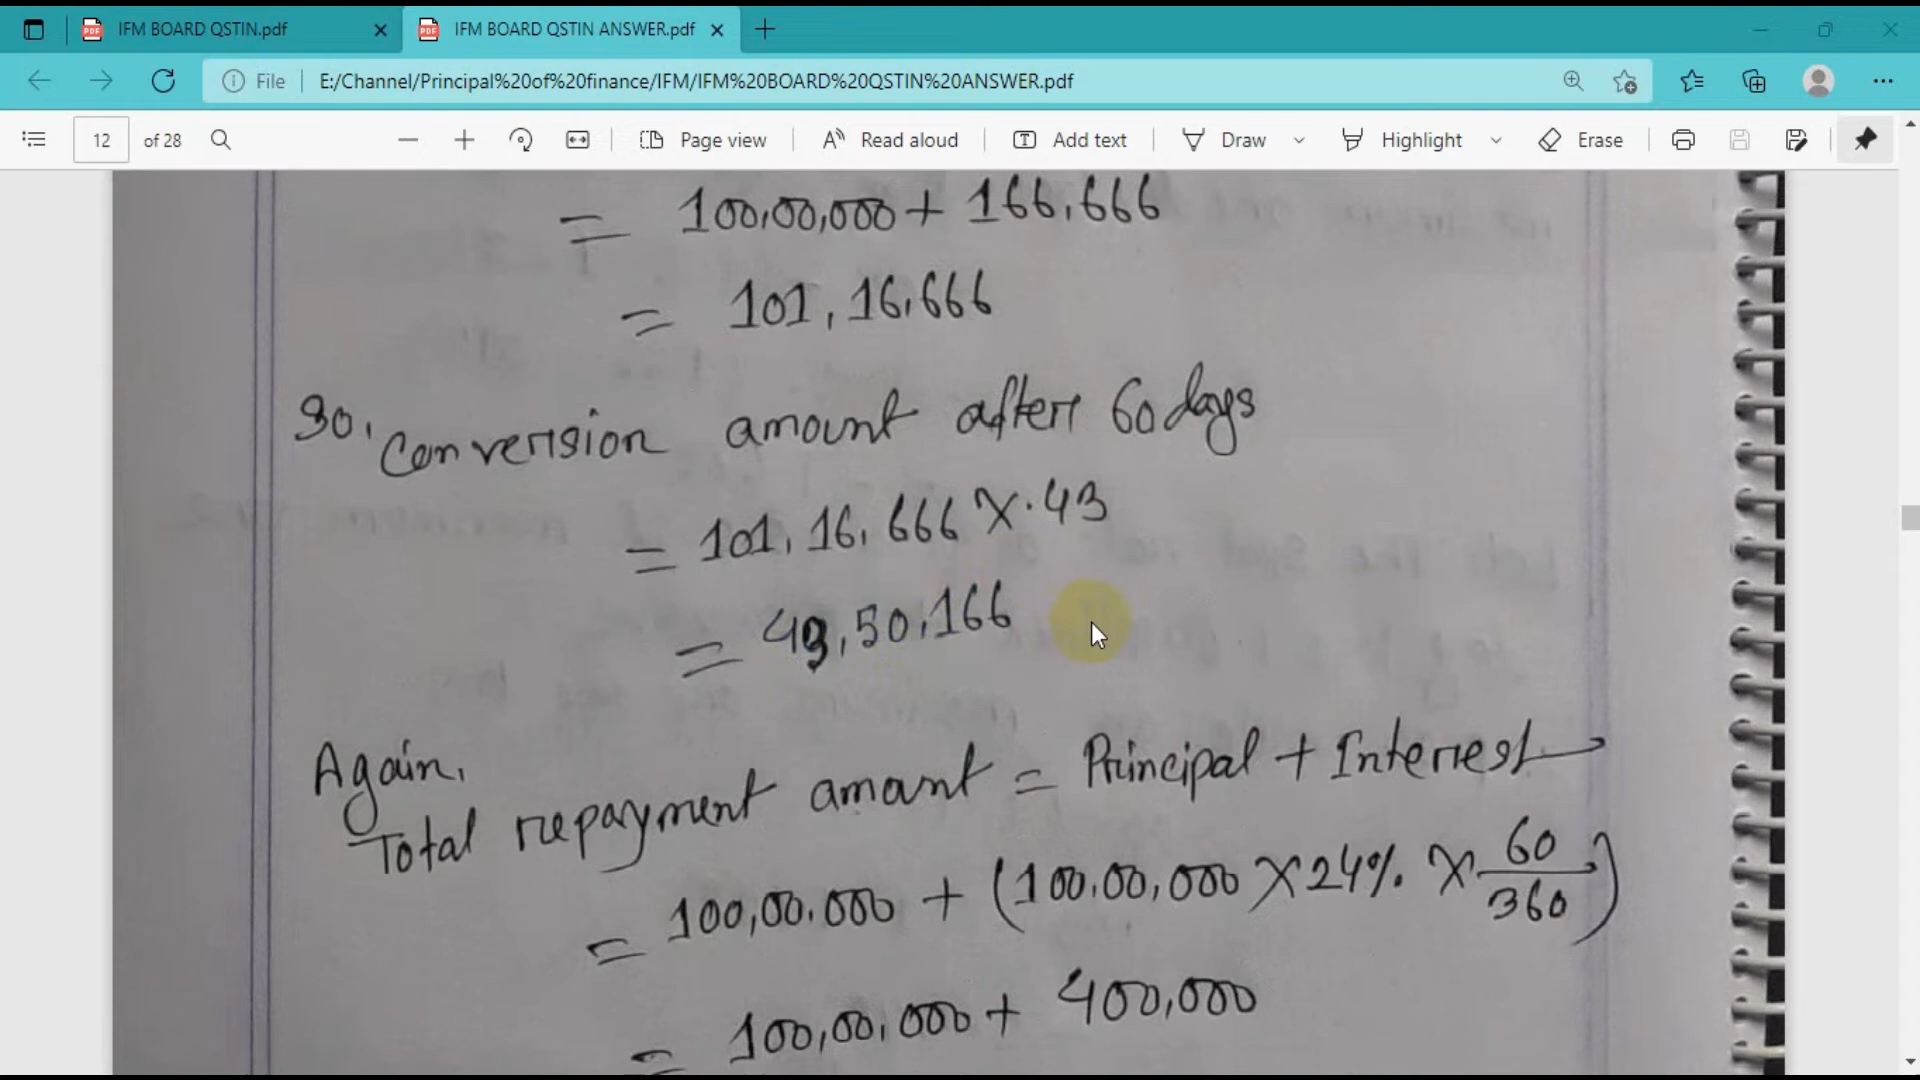 IFM BOARD QSTIN.pdf
IFM BOARD QSTIN ANSWER.pdf
File
E:/Channel/Principal%20of%20finance/IFM/IFM%20BOARD%20QSTIN%20ANSWER.pdf
12 of 28
Page view
Read aloud
Add text
Draw
Highlight
Erase
= 100,00,000 + 166,666
= 101,16,666
So, Conversion amount after 60 days
= 101,16,666 X .43
= 43,50,166
Again,
Total repayment amount = Principal + Interest
= 100,00,000 + (100,00,000 X 24% X 60/360)
= 100,00,000 + 400,000